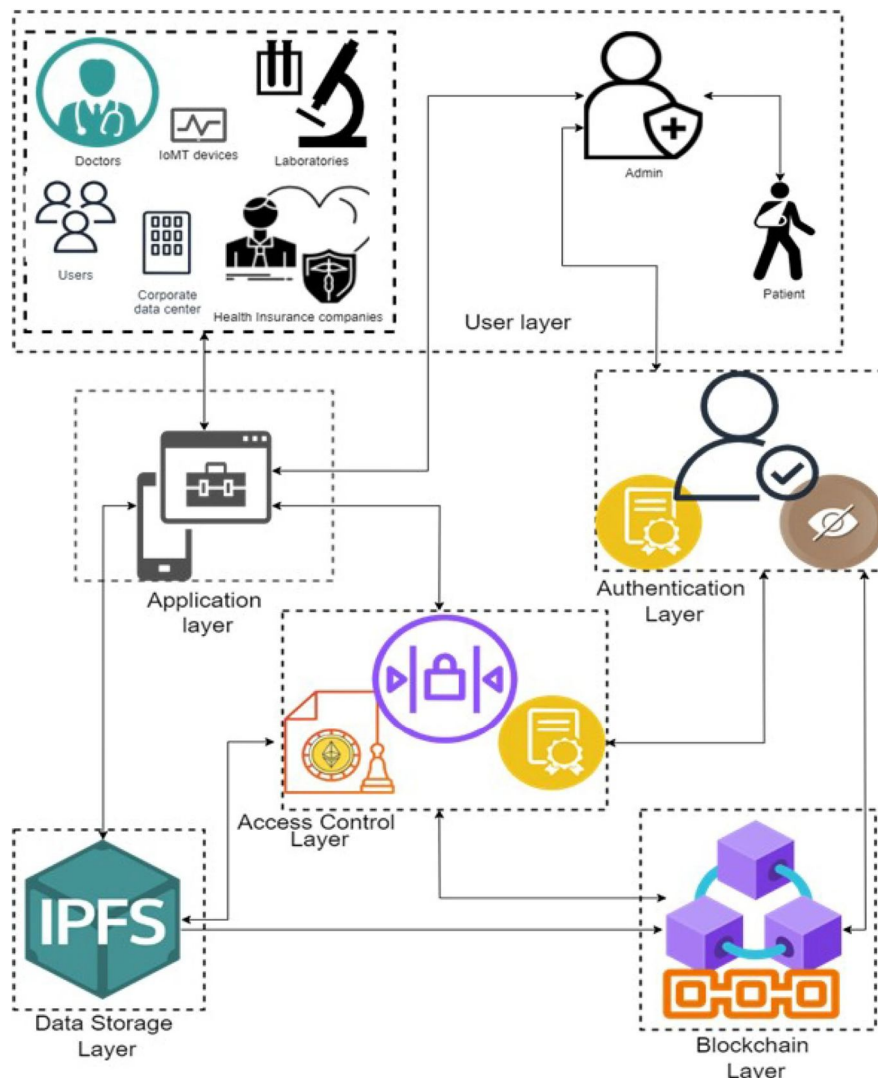 Doctors
IoMT devices
Laboratories
Admin
Users
Corporate
data center
Health Insurance companies
Patient
User layer
Application
layer
Authentication
Layer
Access Control
Layer
IPFS
Data Storage
Layer
Blockchain
Layer